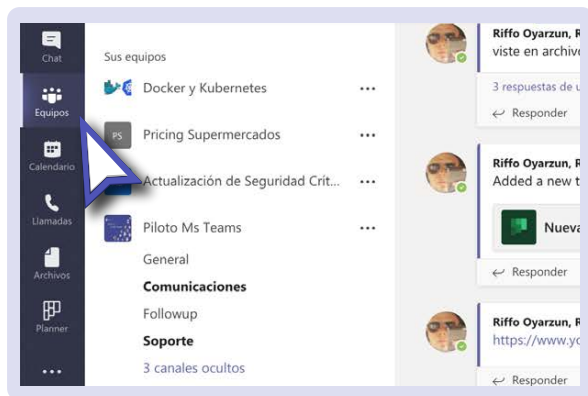 Chat
Equipos
Calendario
Llamadas
Archivos
Planner
Sus equipos
Docker y Kubernetes
PS Pricing Supermercados
Actualización de Seguridad Crít...
Piloto Ms Teams
General
Comunicaciones
Followup
Soporte
3 canales ocultos
Riffo Oyarzun, R
viste en archivo
3 respuestas de u
Responder
Riffo Oyarzun, R
Added a new t
Nueva
Responder
Riffo Oyarzun, R
https://www.yo
Responder